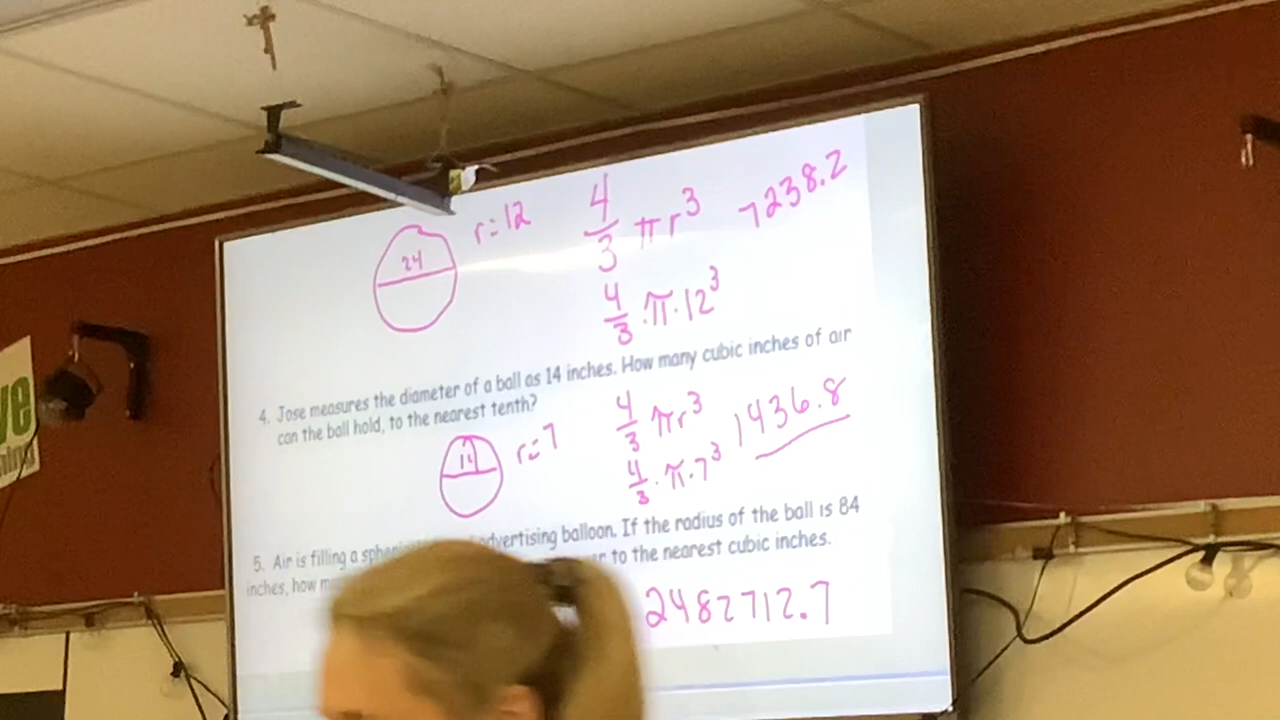 24
r=12
4/3 πr³
7238.2
4/3 · π · 12³
4. Jose measures the diameter of a ball as 14 inches. How many cubic inches of air
can the ball hold, to the nearest tenth?
14
r=7
4/3 πr³
1436.8
4/3 · π · 7³
5. Air is filling a advertising balloon. If the radius of the ball is 84
inches, how to the nearest cubic inches.
2482712.7
ve